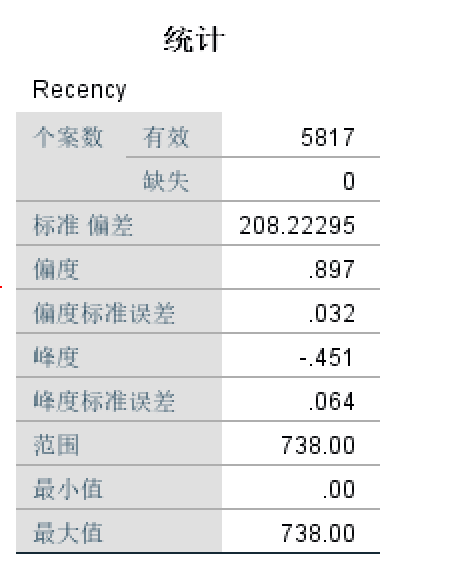 统计
Recency
个案数 有效 5817
缺失 0
标准 偏差 208.22295
偏度 .897
偏度标准误差 .032
峰度 -.451
峰度标准误差 .064
范围 738.00
最小值 .00
最大值 738.00